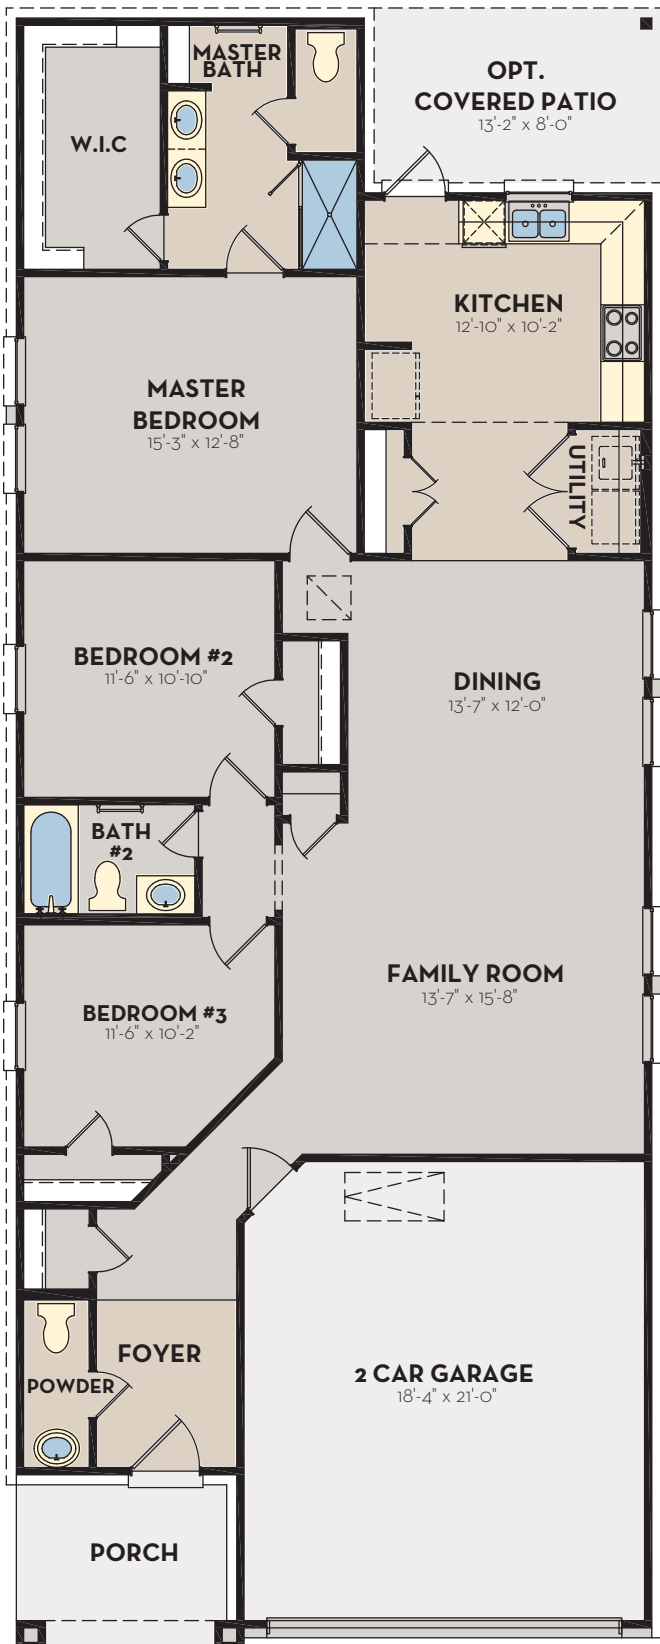 MASTER
BATH
OPT.
COVERED PATIO
13'-2" x 8'-0"
W.I.C
KITCHEN
12'-10" x 10'-2"
MASTER
BEDROOM
15'-3" x 12'-8"
UTILITY
BEDROOM #2
11'-6" x 10'-10"
DINING
13'-7" x 12'-0"
BATH
#2
FAMILY ROOM
13'-7" x 15'-8"
BEDROOM #3
11'-6" x 10'-2"
FOYER
POWDER
2 CAR GARAGE
18'-4" x 21'-0"
PORCH